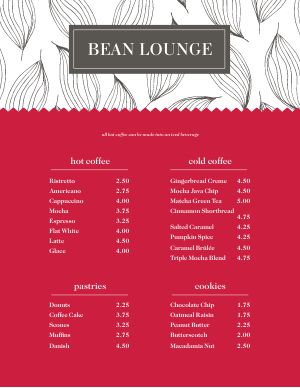 BEAN LOUNGE
all hot coffee can be made into an iced beverage
hot coffee
Ristretto 2.50
Americano 2.75
Cappuccino 4.00
Mocha 3.75
Espresso 3.25
Flat White 4.00
Latte 4.50
Glace 4.00
cold coffee
Gingerbread Creme 4.50
Mocha Java Chip 4.50
Matcha Green Tea 5.00
Cinnamon Shortbread
4.75
Salted Caramel 4.25
Pumpkin Spice 4.25
Caramel Brûlée 4.50
Triple Mocha Blend 4.75
pastries
Donuts 2.25
Coffee Cake 3.75
Scones 3.25
Muffins 2.75
Danish 4.50
cookies
Chocolate Chip 1.75
Oatmeal Raisin 1.75
Peanut Butter 2.25
Butterscotch 2.00
Macadamia Nut 2.50